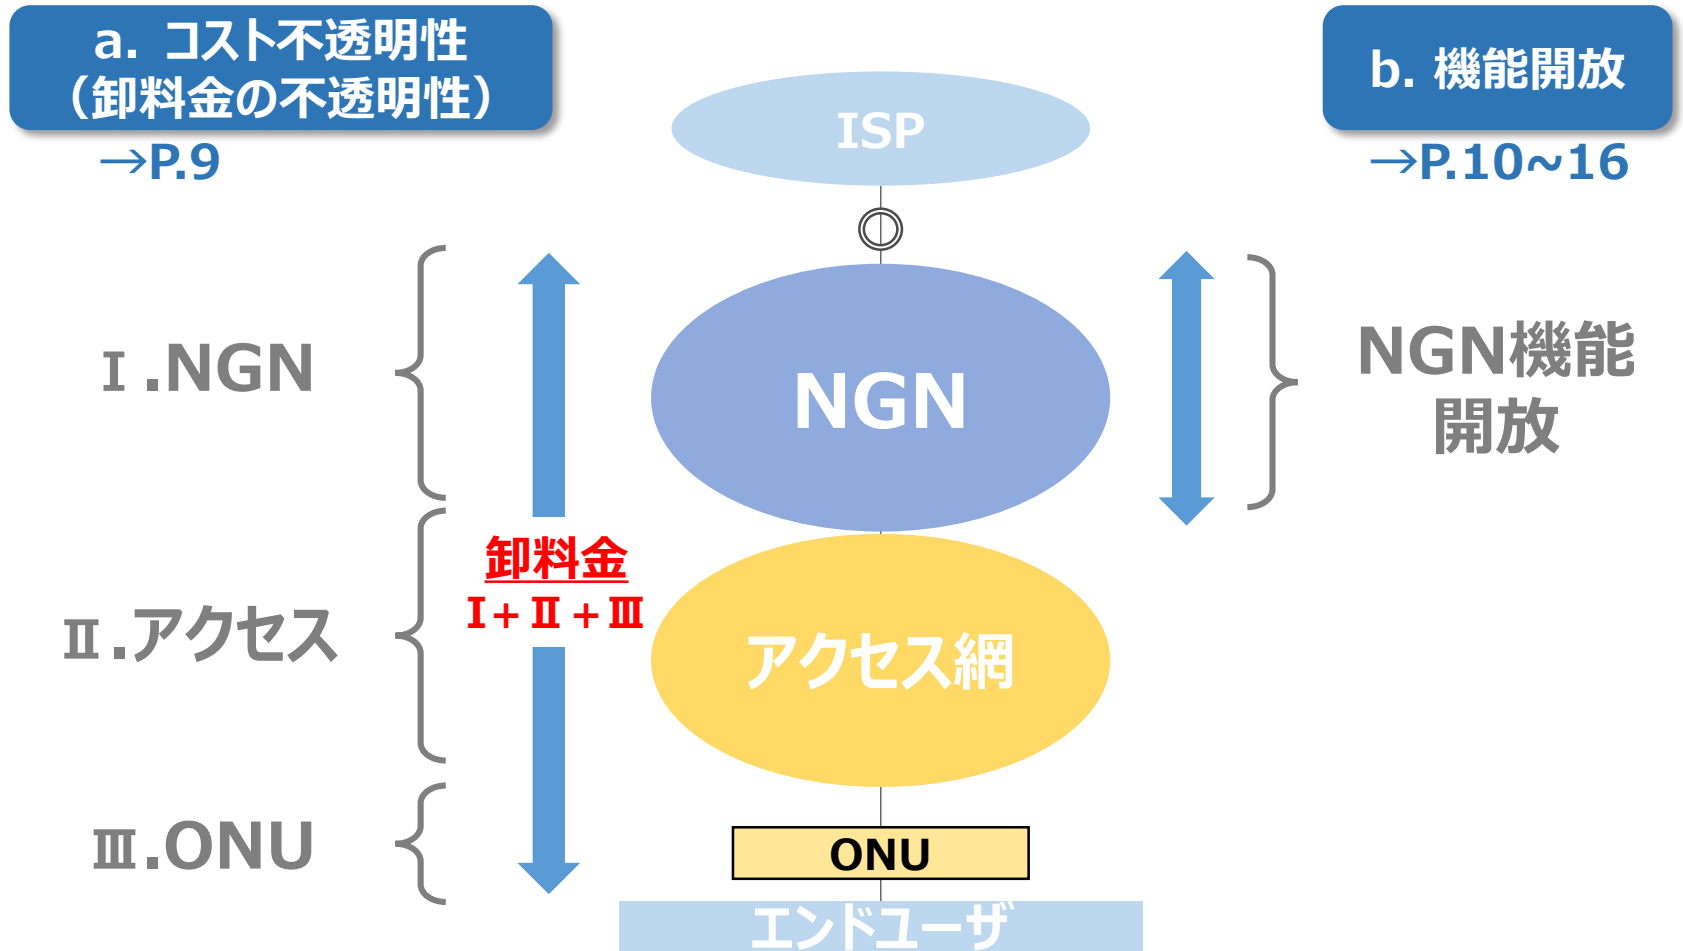 a. コスト不透明性
（卸料金の不透明性）
→P.9
b. 機能開放
→P.10~16
ISP
Ⅰ.NGN
NGN
NGN機能
開放
卸料金
Ⅰ+Ⅱ+Ⅲ
Ⅱ.アクセス
アクセス網
Ⅲ.ONU
ONU
エンドユーザ